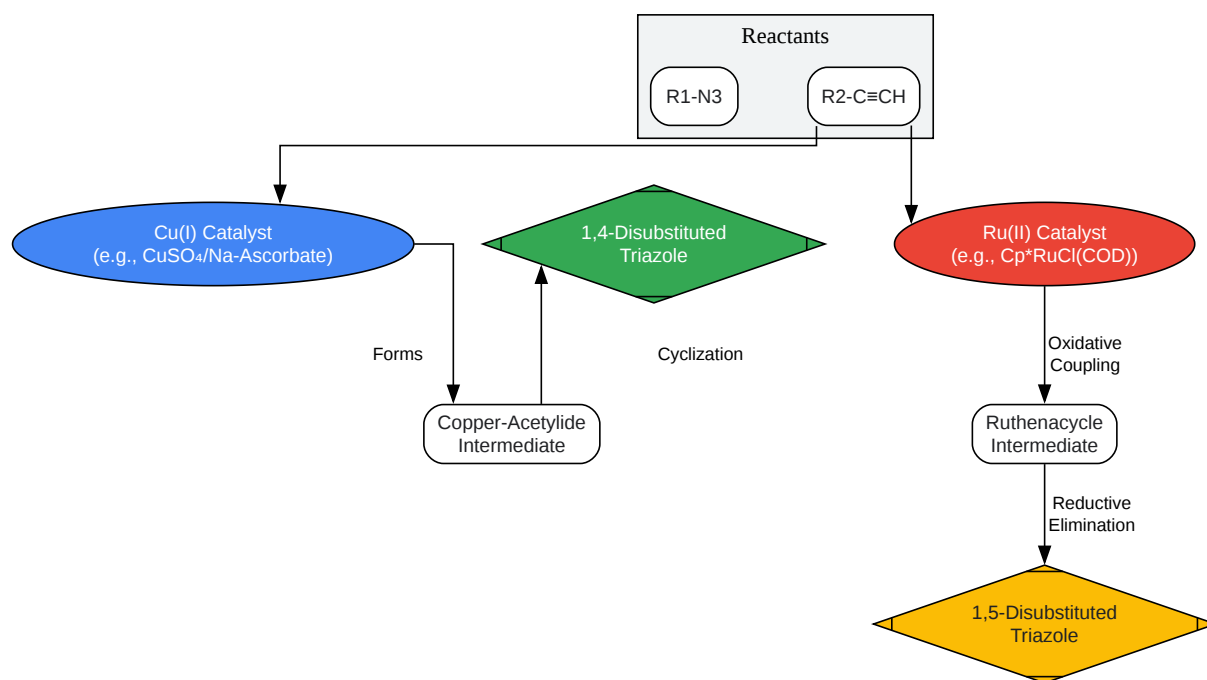 Reactants
R1-N3
R2-C≡CH
Cu(I) Catalyst
(e.g., CuSO₄/Na-Ascorbate)
1,4-Disubstituted
Triazole
Ru(II) Catalyst
(e.g., Cp*RuCl(COD))
Forms
Cyclization
Oxidative
Coupling
Copper-Acetylide
Intermediate
Ruthenacycle
Intermediate
Reductive
Elimination
1,5-Disubstituted
Triazole